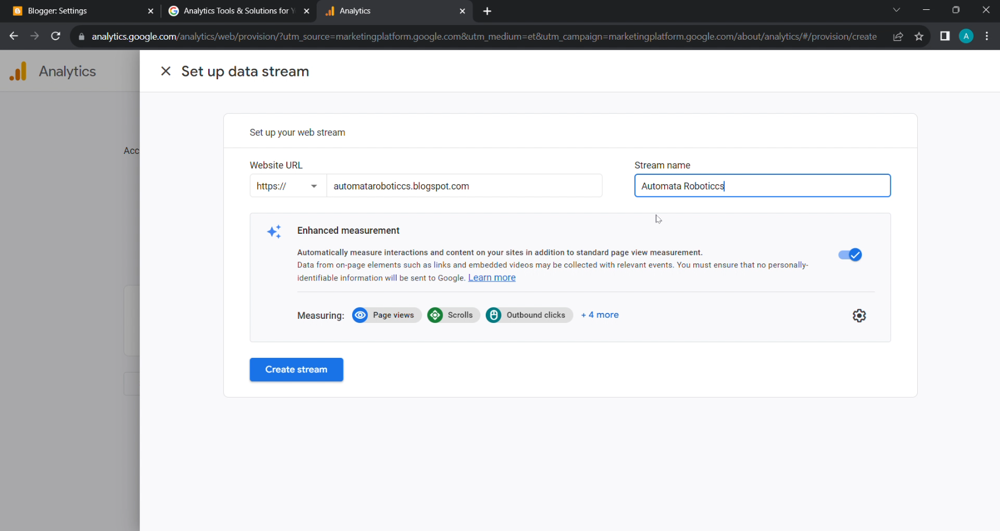 Blogger: Settings
Analytics Tools & Solutions for
Analytics
analytics.google.com/analytics/web/provision/?utm_source=marketingplatform.google.com&utm_medium=et&utm_campaign=marketingplatform.google.com/about/analytics/#/provision/create
A
Analytics
Set up data stream
Acc
Set up your web stream
Website URL
Stream name
https://
automataroboticcs.blogspot.com
Automata Roboticcs
Enhanced measurement
Automatically measure interactions and content on your sites in addition to standard page view measurement.
Data from on-page elements such as links and embedded videos may be collected with relevant events. You must ensure that no personally-
identifiable information will be sent to Google. Learn more
Measuring: Page views Scrolls Outbound clicks + 4 more
Create stream